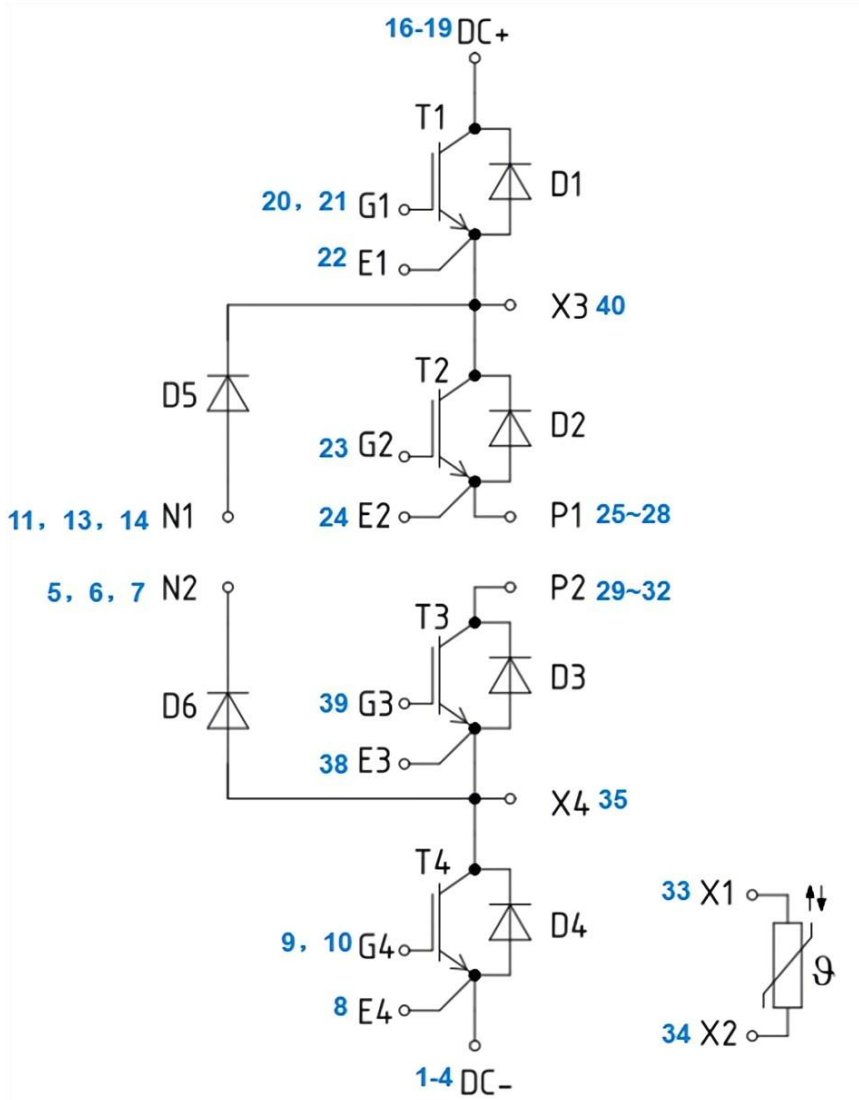 16-19 DC+
T1
D1
20，21 G1
22 E1
X3 40
T2
D5
D2
23 G2
11，13，14 N1
24 E2
P1 25~28
5，6，7 N2
P2 29~32
T3
D3
D6
39 G3
38 E3
X4 35
T4
33 X1
D4
9，10 G4
ϑ
8 E4
34 X2
1-4 DC-